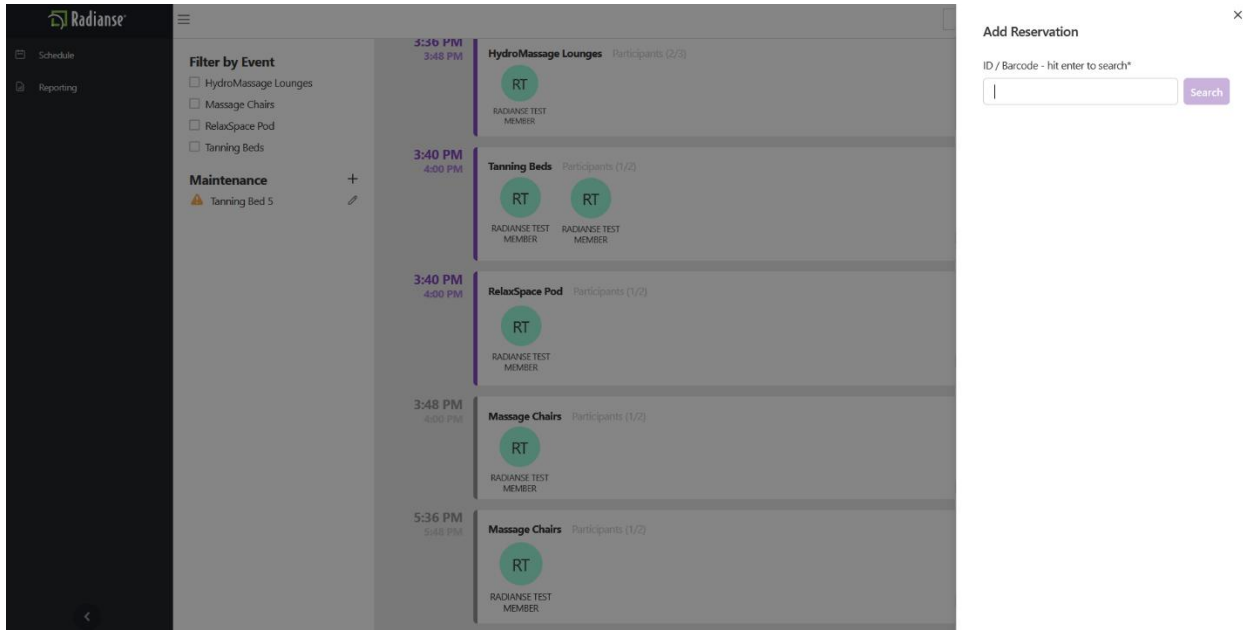 Radianse
Schedule
Reporting
Filter by Event
HydroMassage Lounges
Massage Chairs
RelaxSpace Pod
Tanning Beds
Maintenance +
Tanning Bed 5
3:36 PM
3:48 PM
HydroMassage Lounges Participants (2/3)
RT
RADIANSE TEST
MEMBER
3:40 PM
4:00 PM
Tanning Beds Participants (1/2)
RT RT
RADIANSE TEST RADIANSE TEST
MEMBER MEMBER
3:40 PM
4:00 PM
RelaxSpace Pod Participants (1/2)
RT
RADIANSE TEST
MEMBER
3:48 PM
4:00 PM
Massage Chairs Participants (1/2)
RT
RADIANSE TEST
MEMBER
5:36 PM
5:48 PM
Massage Chairs Participants (1/2)
RT
RADIANSE TEST
MEMBER
Add Reservation
ID / Barcode - hit enter to search*
Search